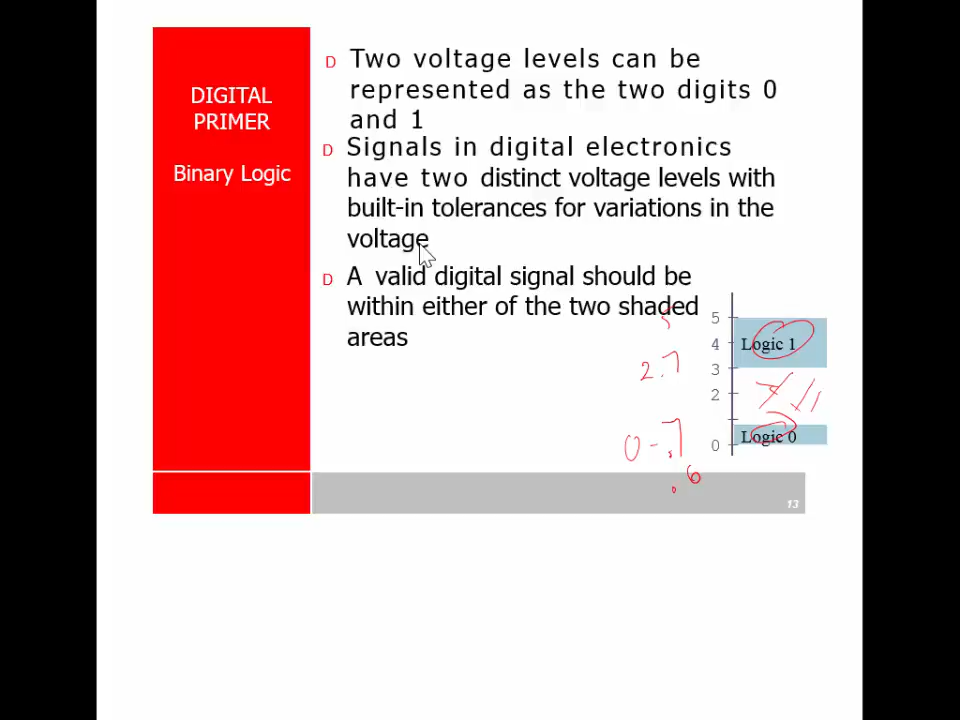 DIGITAL
PRIMER
Binary Logic
D Two voltage levels can be
represented as the two digits 0
and 1
D Signals in digital electronics
have two distinct voltage levels with
built-in tolerances for variations in the
voltage
D A valid digital signal should be
within either of the two shaded
areas
5
4 Logic 1
3
2
0 Logic 0
2.7
0-.7
.6
13